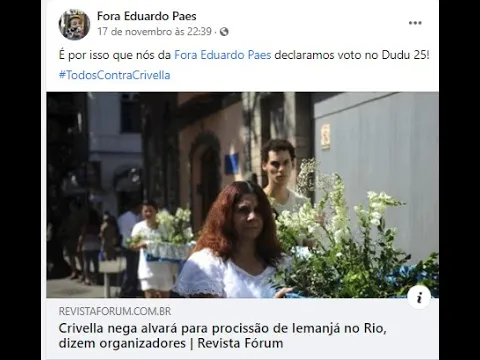 Fora Eduardo Paes
17 de novembro às 22:39 ·
É por isso que nós da Fora Eduardo Paes declaramos voto no Dudu 25!
#TodosContraCrivella
i
REVISTAFORUM.COM.BR
Crivella nega alvará para procissão de Iemanjá no Rio,
dizem organizadores | Revista Fórum